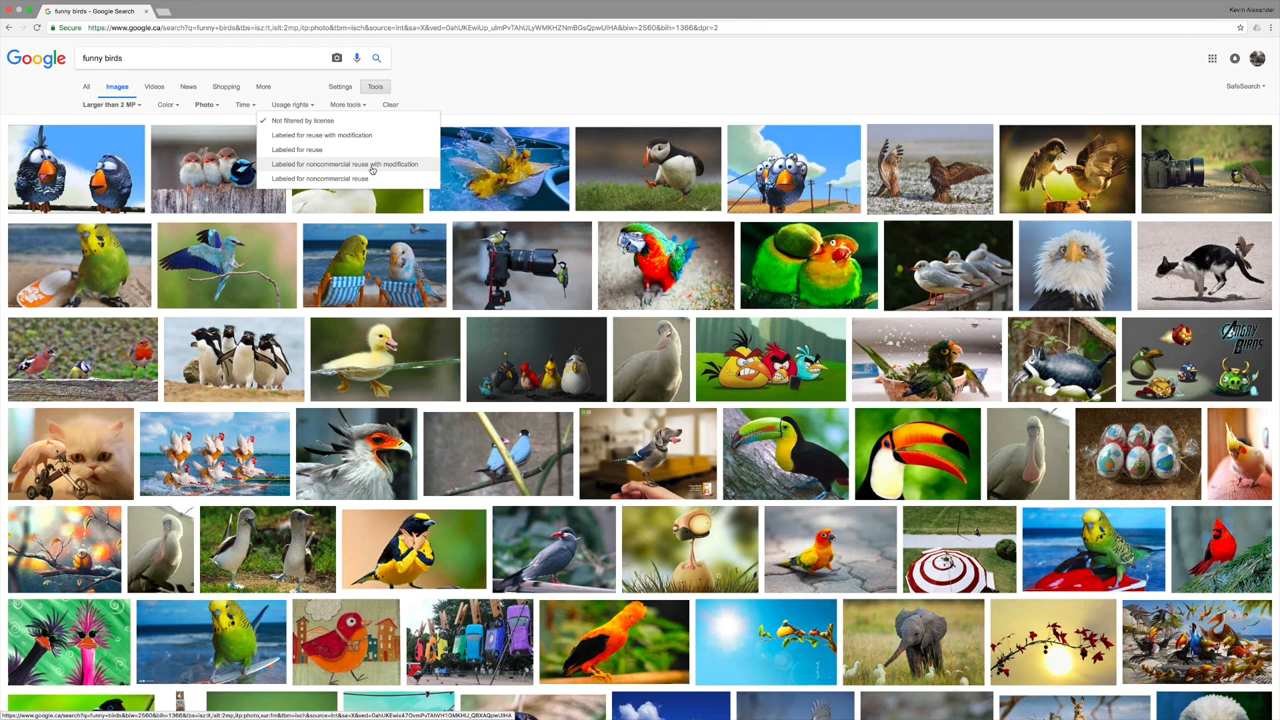 funny birds - Google Search
Kevin Alexander
Secure
https://www.google.ca/search?q=funny+birds&tbs=isz:lt,islt:2mp,itp:photo&tbm=isch&source=lnt&sa=X&ved=0ahUKEwiUp_ulmPvTAhULyWMKHZNmBGsQpwUIHA&biw=2560&bih=1366&dpr=2
Google
funny birds
All Images Videos News Shopping More Settings Tools
SafeSearch
Larger than 2 MP Color Photo Time Usage rights More tools Clear
Not filtered by license
Labeled for reuse with modification
Labeled for reuse
Labeled for noncommercial reuse with modification
Labeled for noncommercial reuse
ANGRY
BIRDS